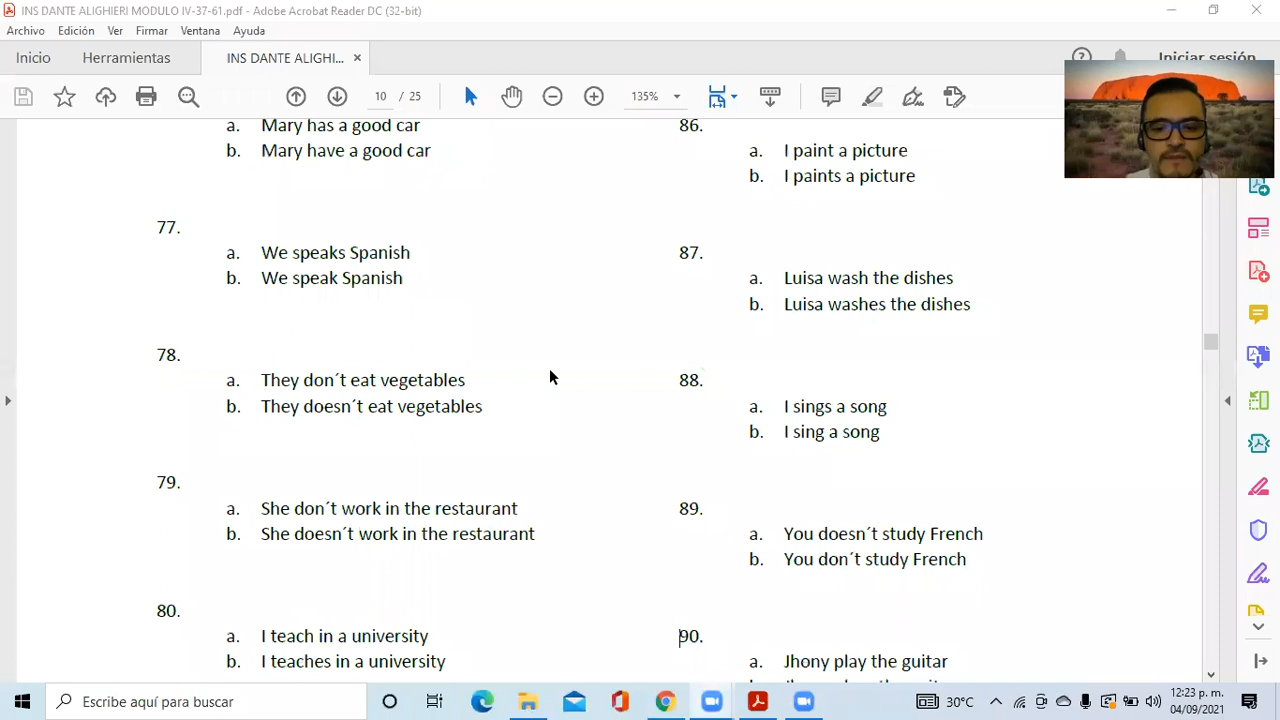 INS DANTE ALIGHIERI MODULO IV-37-61.pdf - Adobe Acrobat Reader DC (32-bit)
Archivo Edición Ver Firmar Ventana Ayuda
Inicio Herramientas INS DANTE ALIGHI... × Iniciar sesión
10 / 25 135%
a. Mary has a good car
b. Mary have a good car
77.
a. We speaks Spanish
b. We speak Spanish
78.
a. They don´t eat vegetables
b. They doesn´t eat vegetables
79.
a. She don´t work in the restaurant
b. She doesn´t work in the restaurant
80.
a. I teach in a university
b. I teaches in a university
86.
a. I paint a picture
b. I paints a picture
87.
a. Luisa wash the dishes
b. Luisa washes the dishes
88.
a. I sings a song
b. I sing a song
89.
a. You doesn´t study French
b. You don´t study French
90.
a. Jhony play the guitar
Escribe aquí para buscar
30°C
12:23 p. m.
04/09/2021